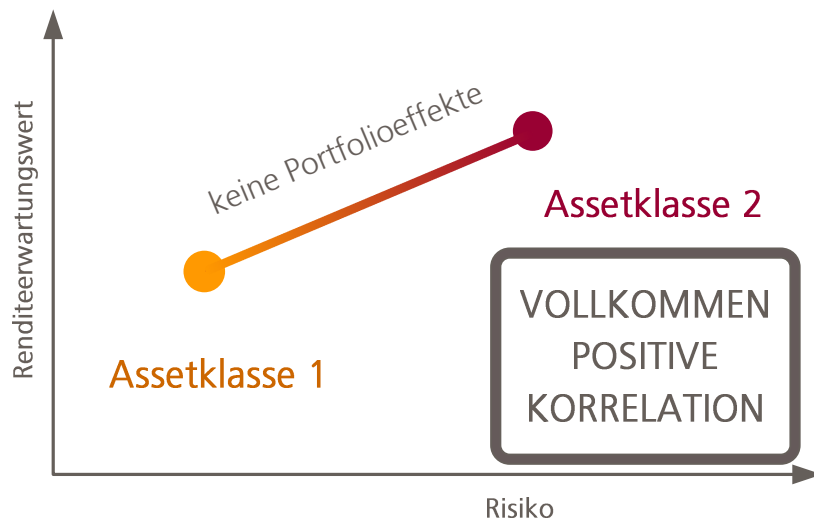 Renditeerwartungswert
keine Portfolioeffekte
Assetklasse 2
Assetklasse 1
VOLLKOMMEN
POSITIVE
KORRELATION
Risiko